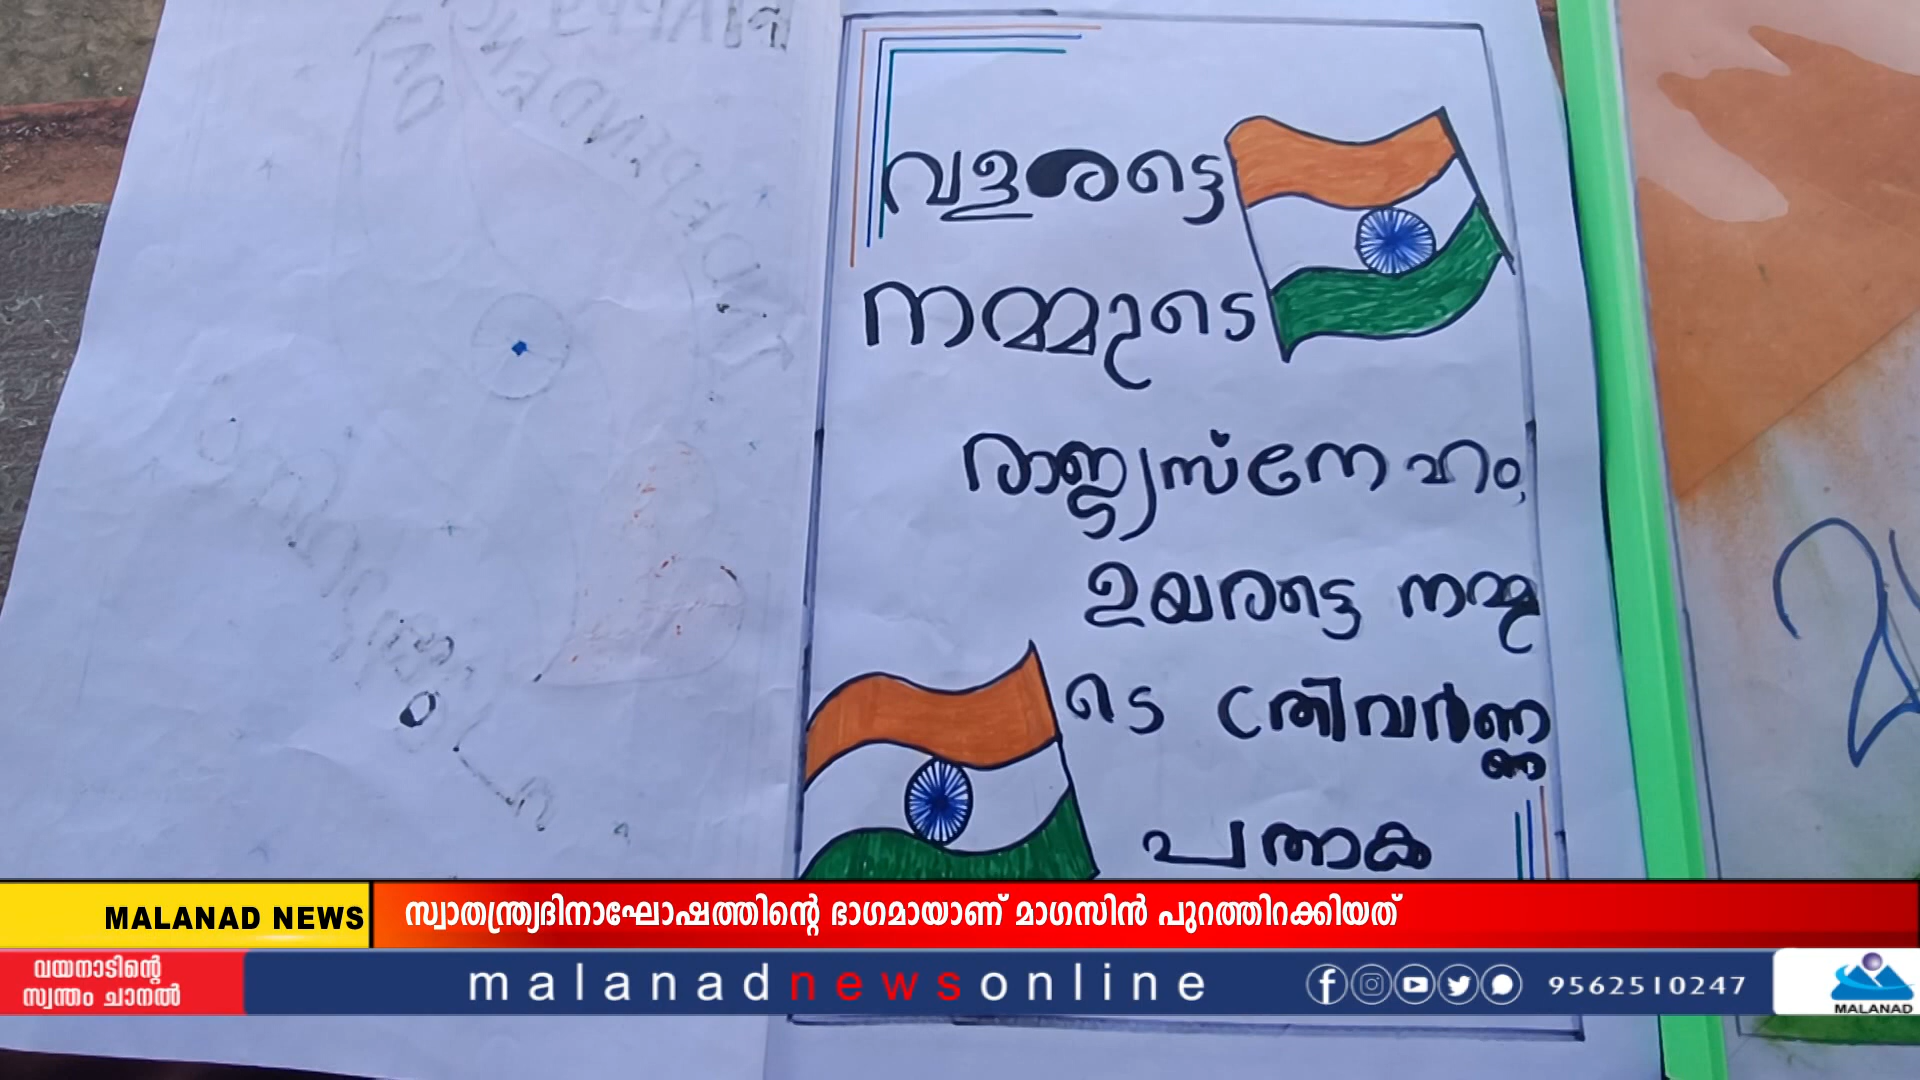 വളരട്ടെ
നമ്മുടെ
രാജ്യസ്നേഹം,
ഉയരട്ടെ നമ്മു
ടെ ത്രിവർണ്ണ
പതാക
MALANAD NEWS
സ്വാതന്ത്ര്യദിനാഘോഷത്തിന്റെ ഭാഗമായാണ് മാഗസിൻ പുറത്തിറക്കിയത്
വയനാടിന്റെ
സ്വന്തം ചാനൽ
malanadnewsonline
9562510247
MALANAD